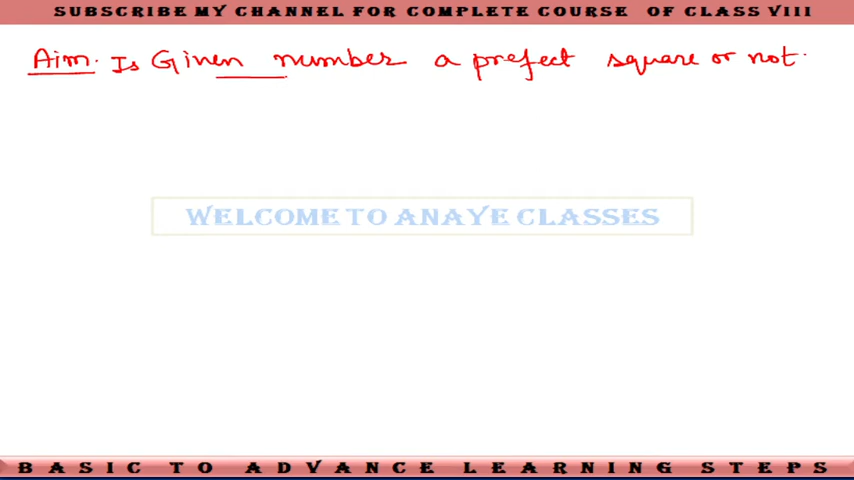 SUBSCRIBE MY CHANNEL FOR COMPLETE COURSE OF CLASS VIII
Aim. Is Given number a prefect square or not.
WELCOME TO ANAYE CLASSES
BASIC TO ADVANCE LEARNING STEPS